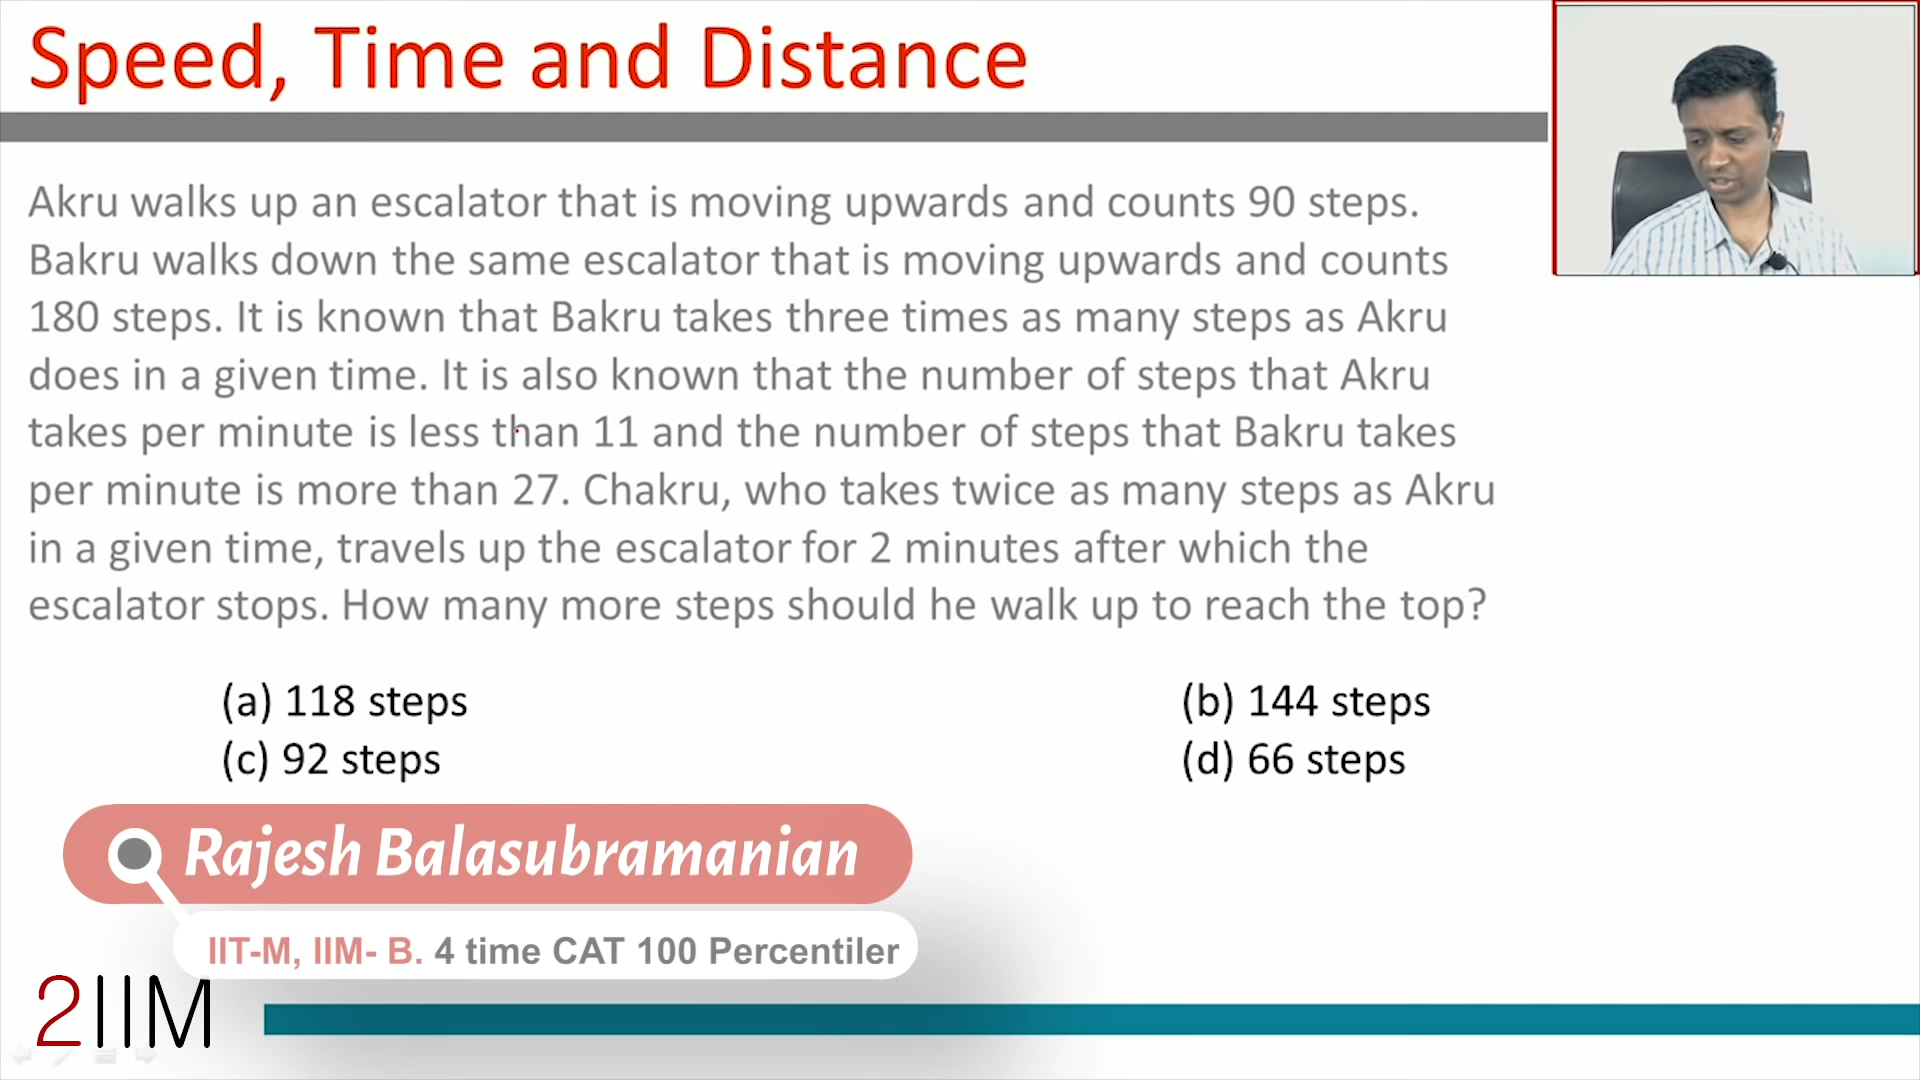 Speed, Time and Distance
Akru walks up an escalator that is moving upwards and counts 90 steps.
Bakru walks down the same escalator that is moving upwards and counts
180 steps. It is known that Bakru takes three times as many steps as Akru
does in a given time. It is also known that the number of steps that Akru
takes per minute is less than 11 and the number of steps that Bakru takes
per minute is more than 27. Chakru, who takes twice as many steps as Akru
in a given time, travels up the escalator for 2 minutes after which the
escalator stops. How many more steps should he walk up to reach the top?
(a) 118 steps (b) 144 steps
(c) 92 steps (d) 66 steps
Rajesh Balasubramanian
IIT-M, IIM- B. 4 time CAT 100 Percentiler
2IIM